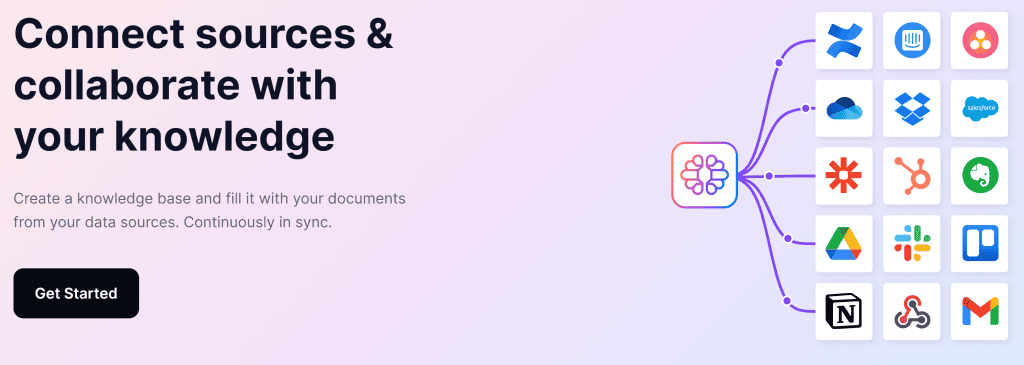 Connect sources &
collaborate with
your knowledge
Create a knowledge base and fill it with your documents
from your data sources. Continuously in sync.
Get Started
salesforce
N